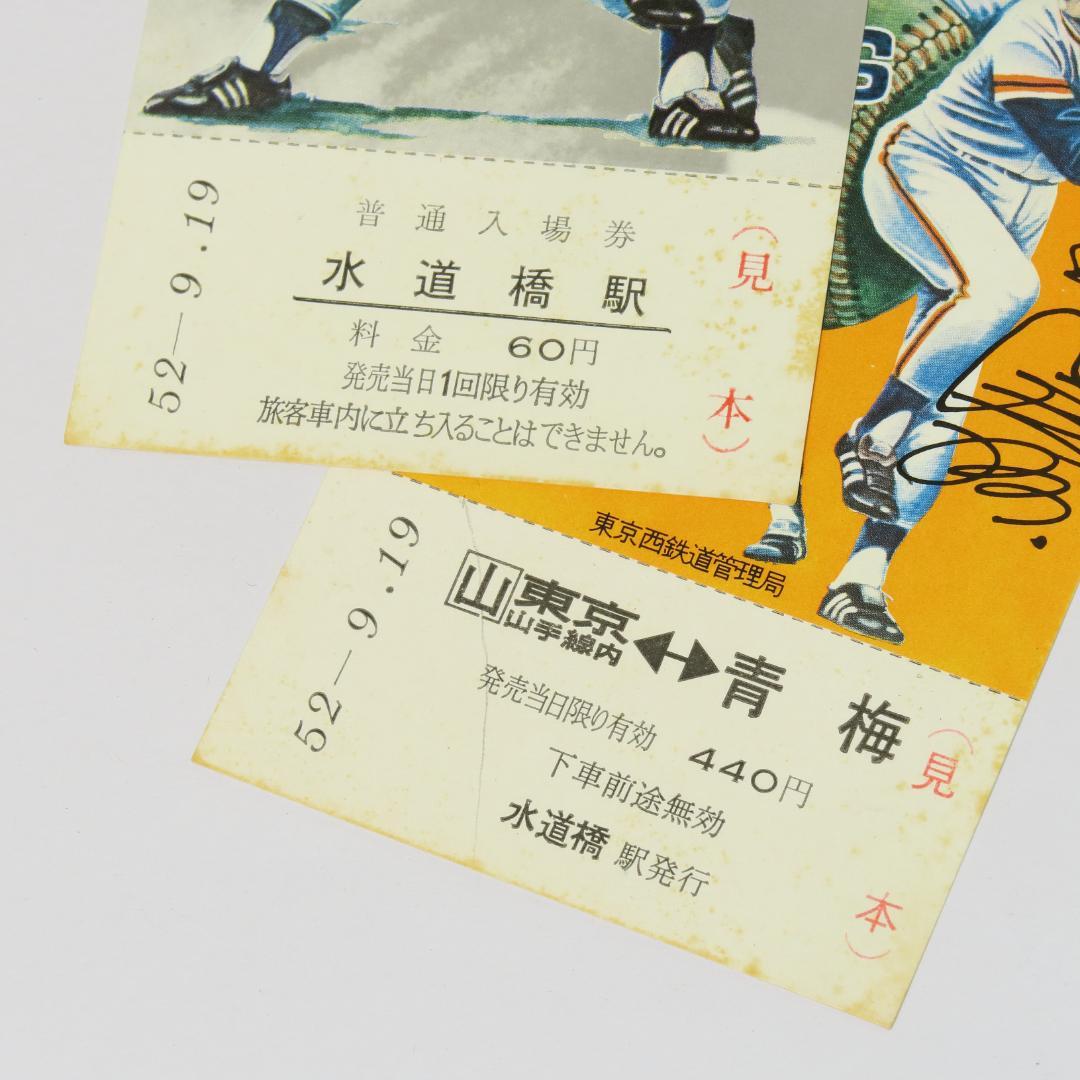 普通入場券
水道橋駅
料金 60円
発売当日1回限り有効
旅客車内に立ち入ることはできません。
52-9.19
(見本)
6
東京西鉄道管理局
山 東京山手線内 ↔ 青梅
発売当日限り有効 440円
下車前途無効
水道橋駅発行
52-9.19
(見本)